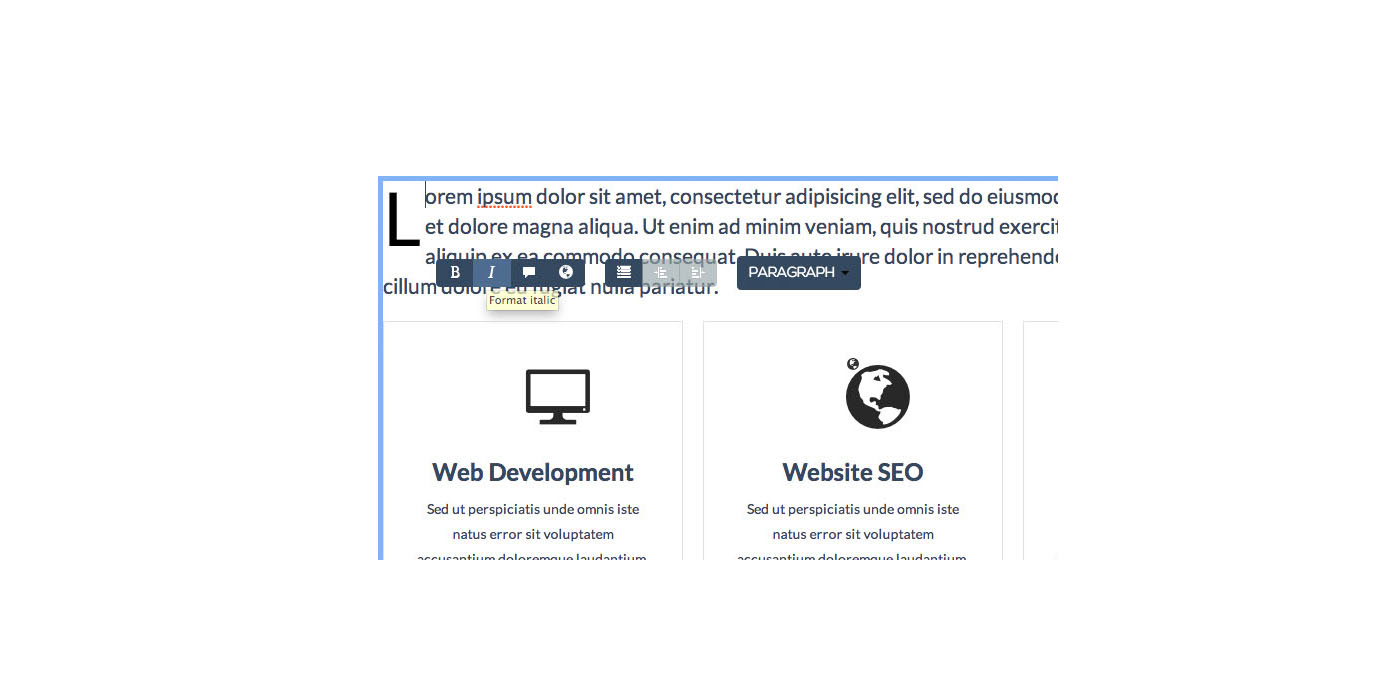 Lorem ipsum dolor sit amet, consectetur adipisicing elit, sed do eiusmod
et dolore magna aliqua. Ut enim ad minim veniam, quis nostrud exercit
aliquip ex ea commodo consequat. Duis aute irure dolor in reprehende
cillum dolore eu fugiat nulla pariatur.
B I PARAGRAPH
Format italic
Web Development
Sed ut perspiciatis unde omnis iste
natus error sit voluptatem
accusantium doloremque laudantium
Website SEO
Sed ut perspiciatis unde omnis iste
natus error sit voluptatem
accusantium doloremque laudantium